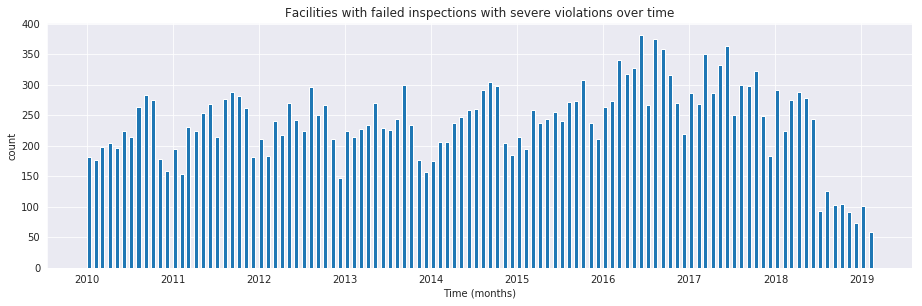 Facilities with failed inspections with severe violations over time
400
350
300
250
200
150
100
50
0
count
2010 2011 2012 2013 2014 2015 2016 2017 2018 2019
Time (months)